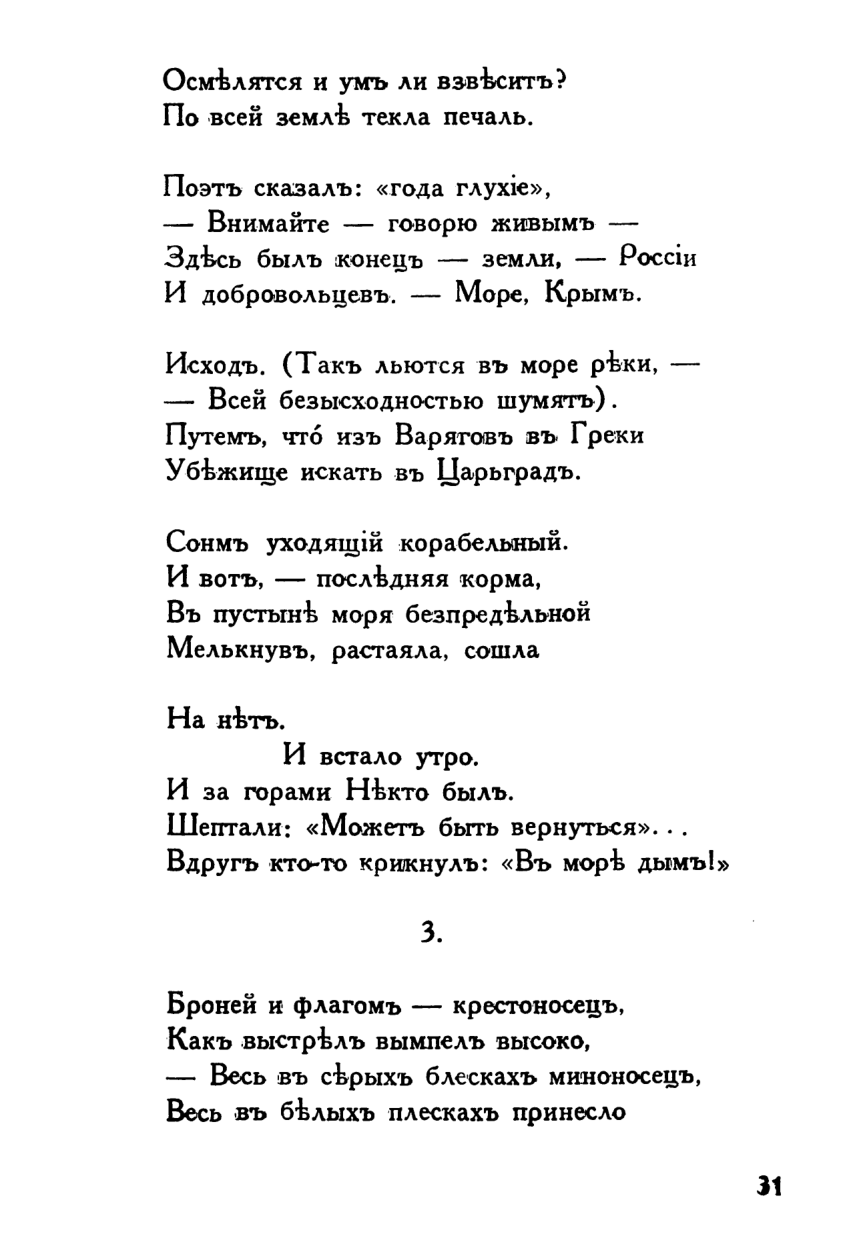 Осмѣлятся и умъ ли взвѣситъ?
По всей землѣ текла печаль.
Поэтъ сказалъ: «года глухіе»,
— Внимайте — говорю живымъ —
Здѣсь былъ конецъ — земли, — Россіи
И добровольцевъ. — Море, Крымъ.
Исходъ. (Такъ льются въ море рѣки, —
— Всей безысходностью шумятъ).
Путемъ, что́ изъ Варяговъ въ Греки
Убѣжище искать въ Царьградъ.
Сонмъ уходящій корабельный.
И вотъ, — послѣдняя корма,
Въ пустынѣ моря безпредѣльной
Мелькнувъ, растаяла, сошла
На нѣтъ.
И встало утро.
И за горами Нѣкто былъ.
Шептали: «Можетъ быть вернуться»...
Вдругъ кто-то крикнулъ: «Въ морѣ дымъ!»
3.
Броней и флагомъ — крестоносецъ,
Какъ выстрѣлъ вымпелъ высоко,
— Весь въ сѣрыхъ блескахъ миноносецъ,
Весь въ бѣлыхъ плескахъ принесло
31